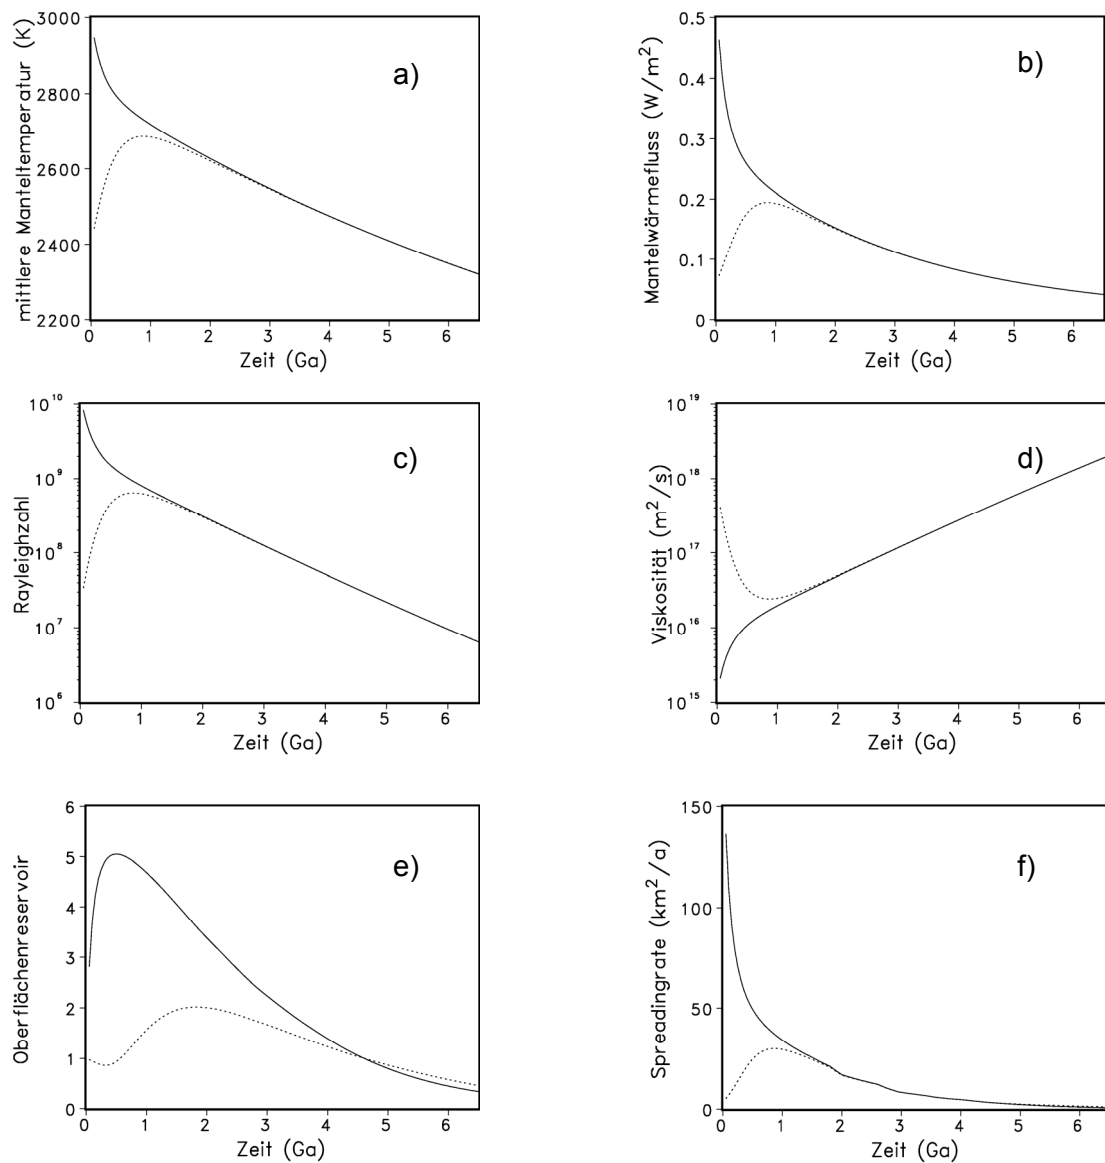 mittlere Manteltemperatur (K)
3000
2800
2600
2400
2200
a)
0 1 2 3 4 5 6
Zeit (Ga)
Mantelwärmefluss (W/m²)
0.5
0.4
0.3
0.2
0.1
0
b)
0 1 2 3 4 5 6
Zeit (Ga)
Rayleighzahl
10¹⁰
10⁹
10⁸
10⁷
10⁶
c)
0 1 2 3 4 5 6
Zeit (Ga)
Viskosität (m²/s)
10¹⁹
10¹⁸
10¹⁷
10¹⁶
10¹⁵
d)
0 1 2 3 4 5 6
Zeit (Ga)
Oberflächenreservoir
6
5
4
3
2
1
0
e)
0 1 2 3 4 5 6
Zeit (Ga)
Spreadingrate (km²/a)
150
100
50
0
f)
0 1 2 3 4 5 6
Zeit (Ga)